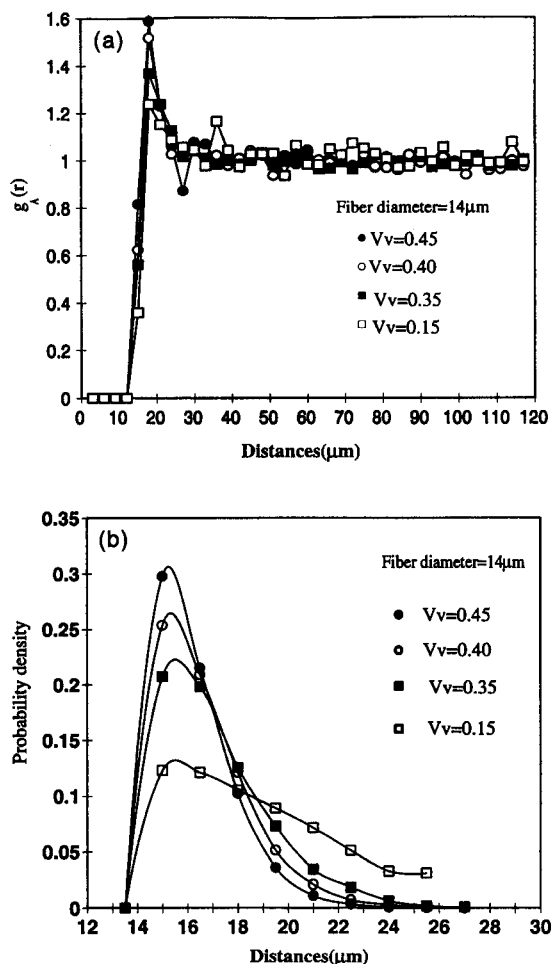 (a)
1.6
1.4
1.2
1
0.8
0.6
0.4
0.2
0
gA(r)
Fiber diameter=14μm
Vv=0.45
Vv=0.40
Vv=0.35
Vv=0.15
0 10 20 30 40 50 60 70 80 90 100 110 120
Distances(μm)
(b)
0.35
0.3
0.25
0.2
0.15
0.1
0.05
0
Probability density
Fiber diameter=14μm
Vv=0.45
Vv=0.40
Vv=0.35
Vv=0.15
12 14 16 18 20 22 24 26 28 30
Distances(μm)